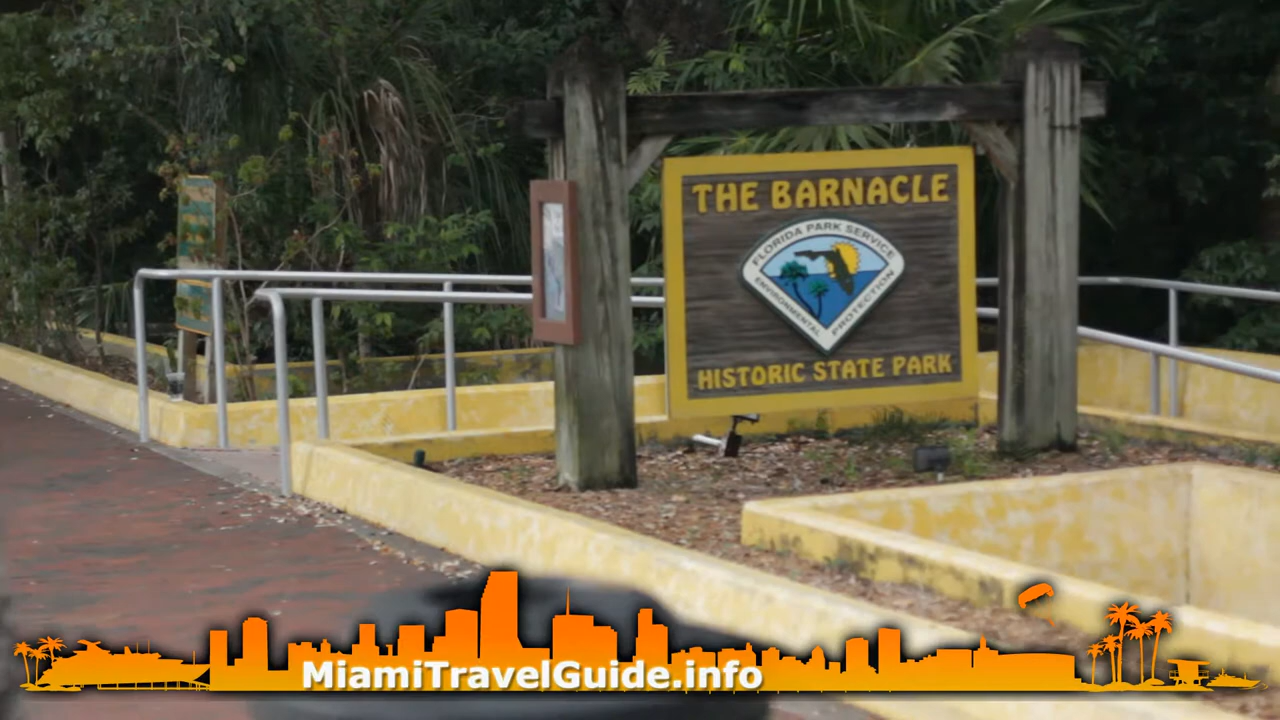 THE BARNACLE
FLORIDA PARK SERVICE
ENVIRONMENTAL PROTECTION
HISTORIC STATE PARK
MiamiTravelGuide.info